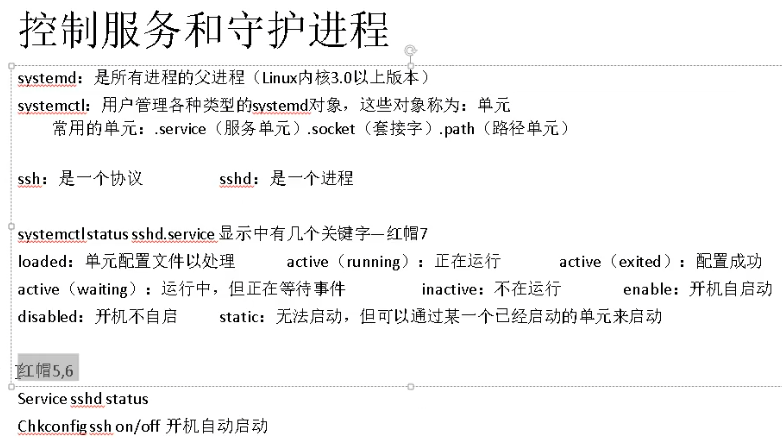 控制服务和守护进程
systemd：是所有进程的父进程（Linux内核3.0以上版本）
systemctl：用户管理各种类型的systemd对象，这些对象称为：单元
常用的单元：.service（服务单元）.socket（套接字）.path（路径单元）
ssh：是一个协议 sshd：是一个进程
systemctl status sshd.service 显示中有几个关键字—红帽7
loaded：单元配置文件以处理 active（running）：正在运行 active（exited）：配置成功
active（waiting）：运行中，但正在等待事件 inactive：不在运行 enable：开机自启动
disabled：开机不自启 static：无法启动，但可以通过某一个已经启动的单元来启动
红帽5,6
Service sshd status
Chkconfig ssh on/off 开机自动启动